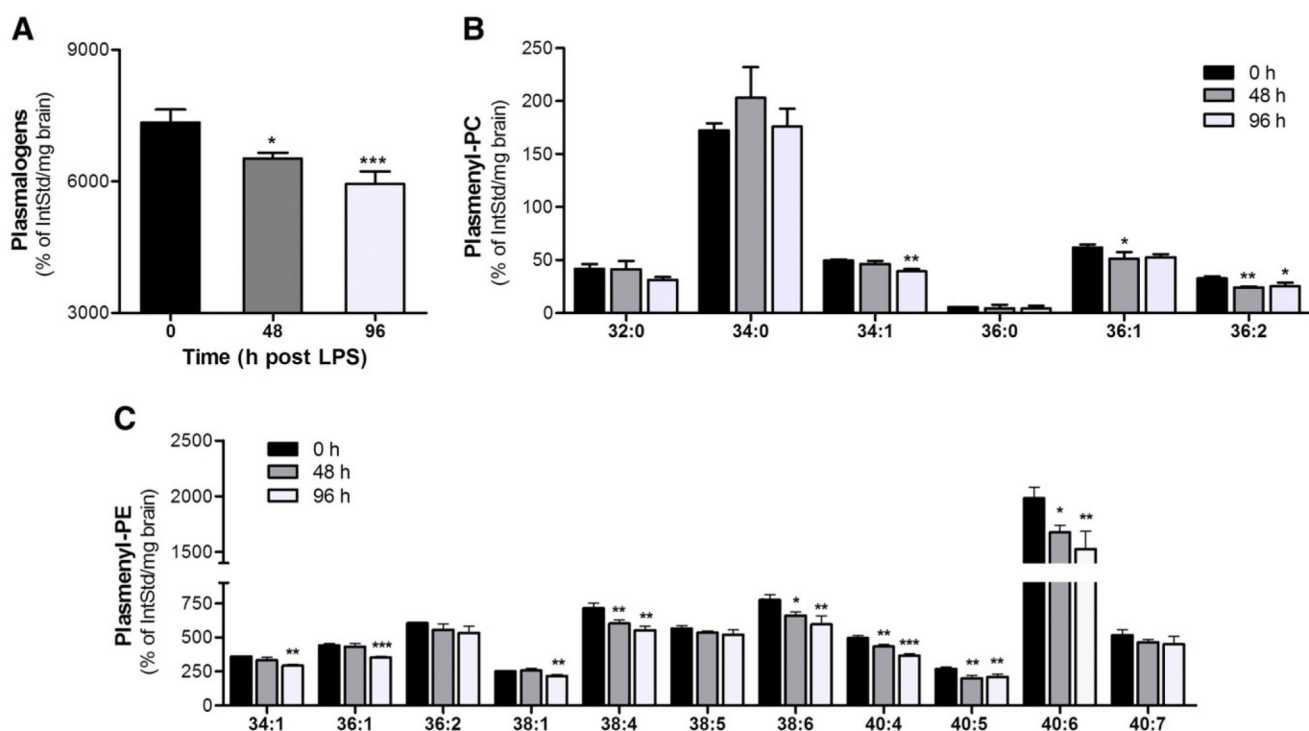 A
Plasmalogens
(% of IntStd/mg brain)
9000
6000
3000
*
***
0 48 96
Time (h post LPS)
B
Plasmenyl-PC
(% of IntStd/mg brain)
250
200
150
100
50
0
0 h
48 h
96 h
** * ** *
32:0 34:0 34:1 36:0 36:1 36:2
C
Plasmenyl-PE
(% of IntStd/mg brain)
2500
2000
1500
750
500
250
0
0 h
48 h
96 h
* **
** *** ** ** ** * ** ** *** ** **
34:1 36:1 36:2 38:1 38:4 38:5 38:6 40:4 40:5 40:6 40:7